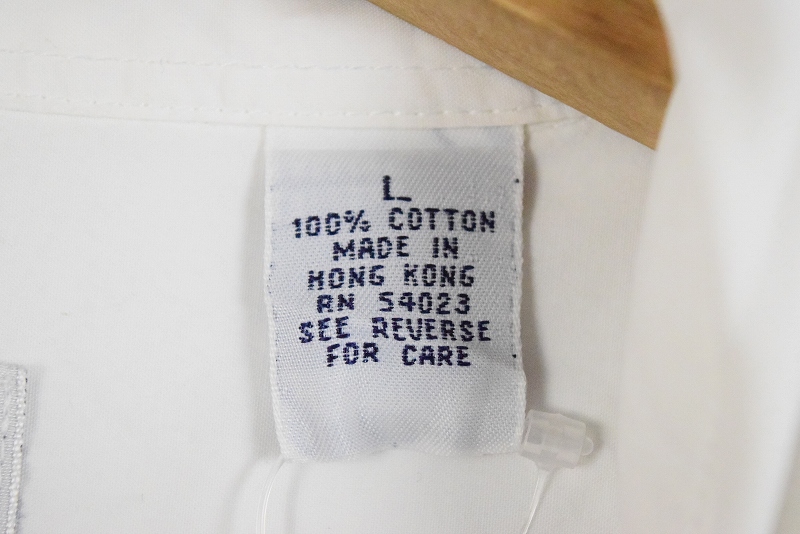 L
100% COTTON
MADE IN
HONG KONG
RN 54023
SEE REVERSE
FOR CARE